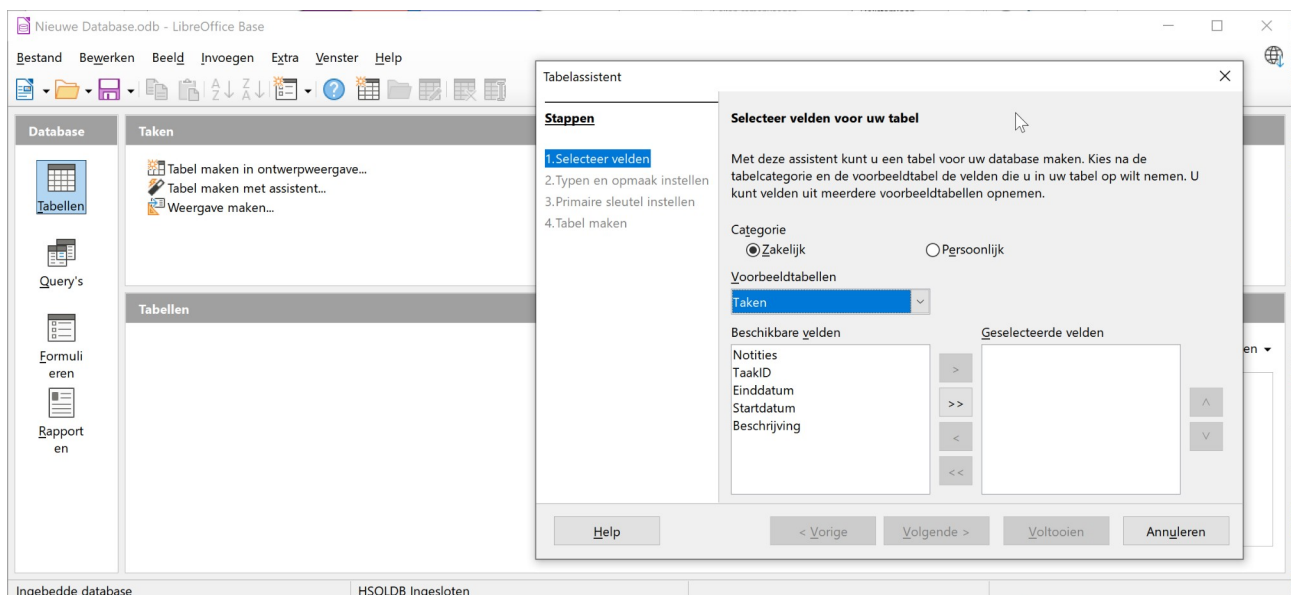 Nieuwe Database.odb - LibreOffice Base
Bestand Bewerken Beeld Invoegen Extra Venster Help
Database
Tabellen
Query's
Formuli
eren
Rapport
en
Taken
Tabel maken in ontwerpweergave...
Tabel maken met assistent...
Weergave maken...
Tabellen
en
Tabelassistent
Stappen
1.Selecteer velden
2.Typen en opmaak instellen
3.Primaire sleutel instellen
4.Tabel maken
Selecteer velden voor uw tabel
Met deze assistent kunt u een tabel voor uw database maken. Kies na de
tabelcategorie en de voorbeeldtabel de velden die u in uw tabel op wilt nemen. U
kunt velden uit meerdere voorbeeldtabellen opnemen.
Categorie
Zakelijk Persoonlijk
Voorbeeldtabellen
Taken
Beschikbare velden
Notities
TaakID
Einddatum
Startdatum
Beschrijving
>
>>
<
<<
Geselecteerde velden
Help < Vorige Volgende > Voltooien Annuleren
Ingebedde database HSQLDB Ingesloten